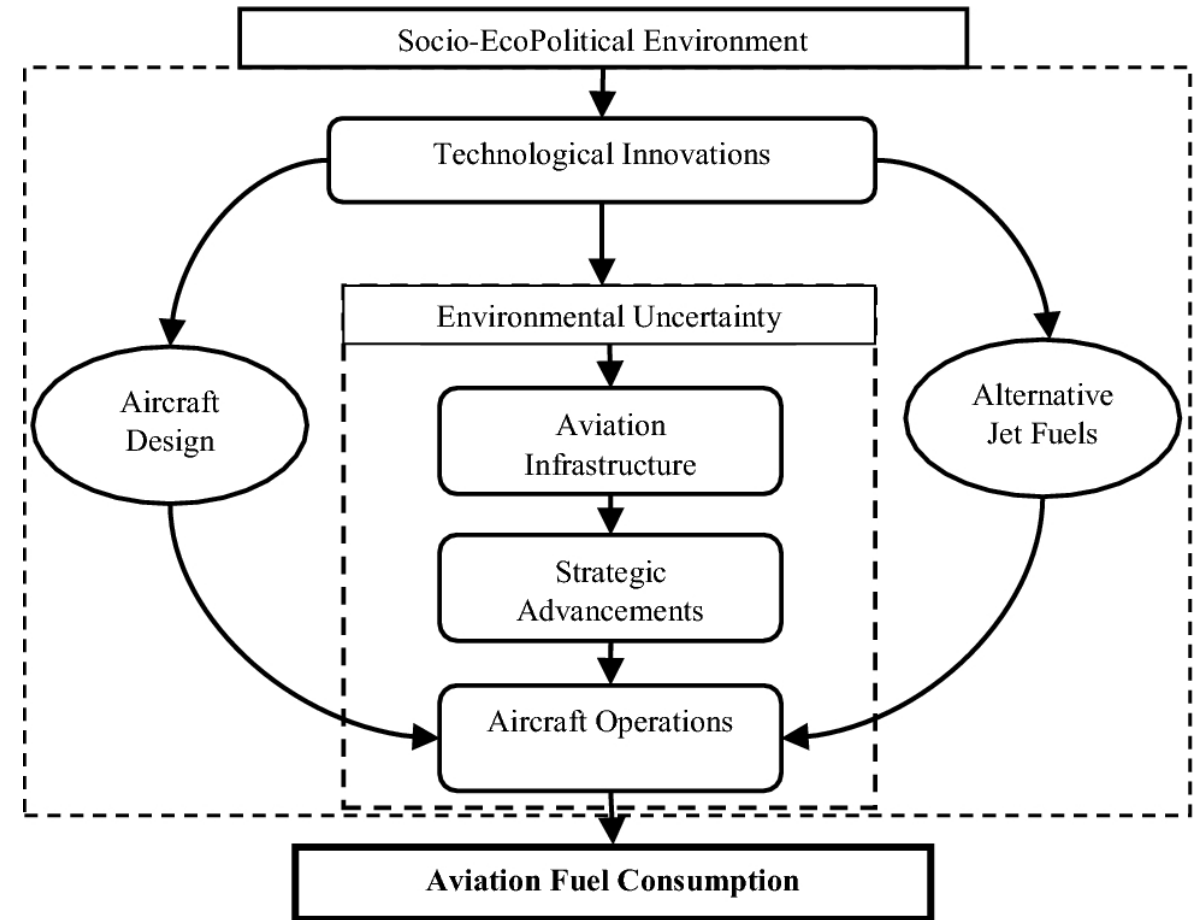 Socio-EcoPolitical Environment
Technological Innovations
Environmental Uncertainty
Aircraft
Design
Aviation
Infrastructure
Alternative
Jet Fuels
Strategic
Advancements
Aircraft Operations
Aviation Fuel Consumption